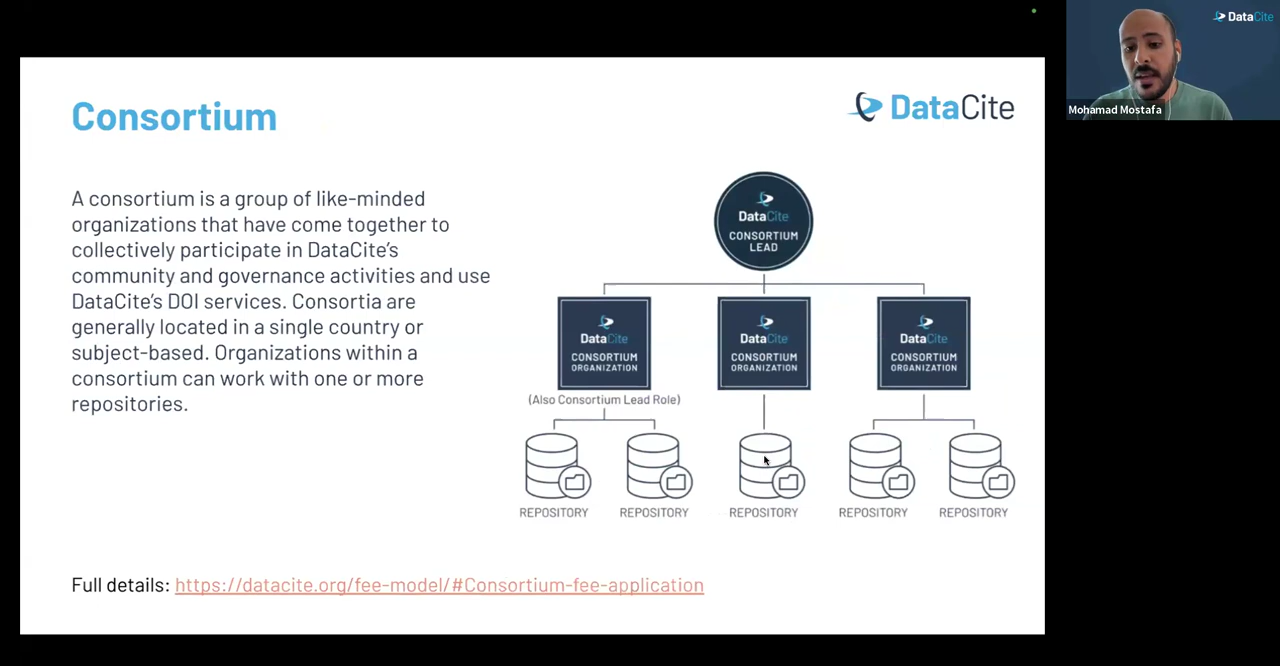 DataCite
Mohamad Mostafa
Consortium
DataCite
A consortium is a group of like-minded
organizations that have come together to
collectively participate in DataCite's
community and governance activities and use
DataCite's DOI services. Consortia are
generally located in a single country or
subject-based. Organizations within a
consortium can work with one or more
repositories.
DataCite
CONSORTIUM
LEAD
DataCite
CONSORTIUM
ORGANIZATION
(Also Consortium Lead Role)
DataCite
CONSORTIUM
ORGANIZATION
DataCite
CONSORTIUM
ORGANIZATION
REPOSITORY
REPOSITORY
REPOSITORY
REPOSITORY
REPOSITORY
Full details: https://datacite.org/fee-model/#Consortium-fee-application